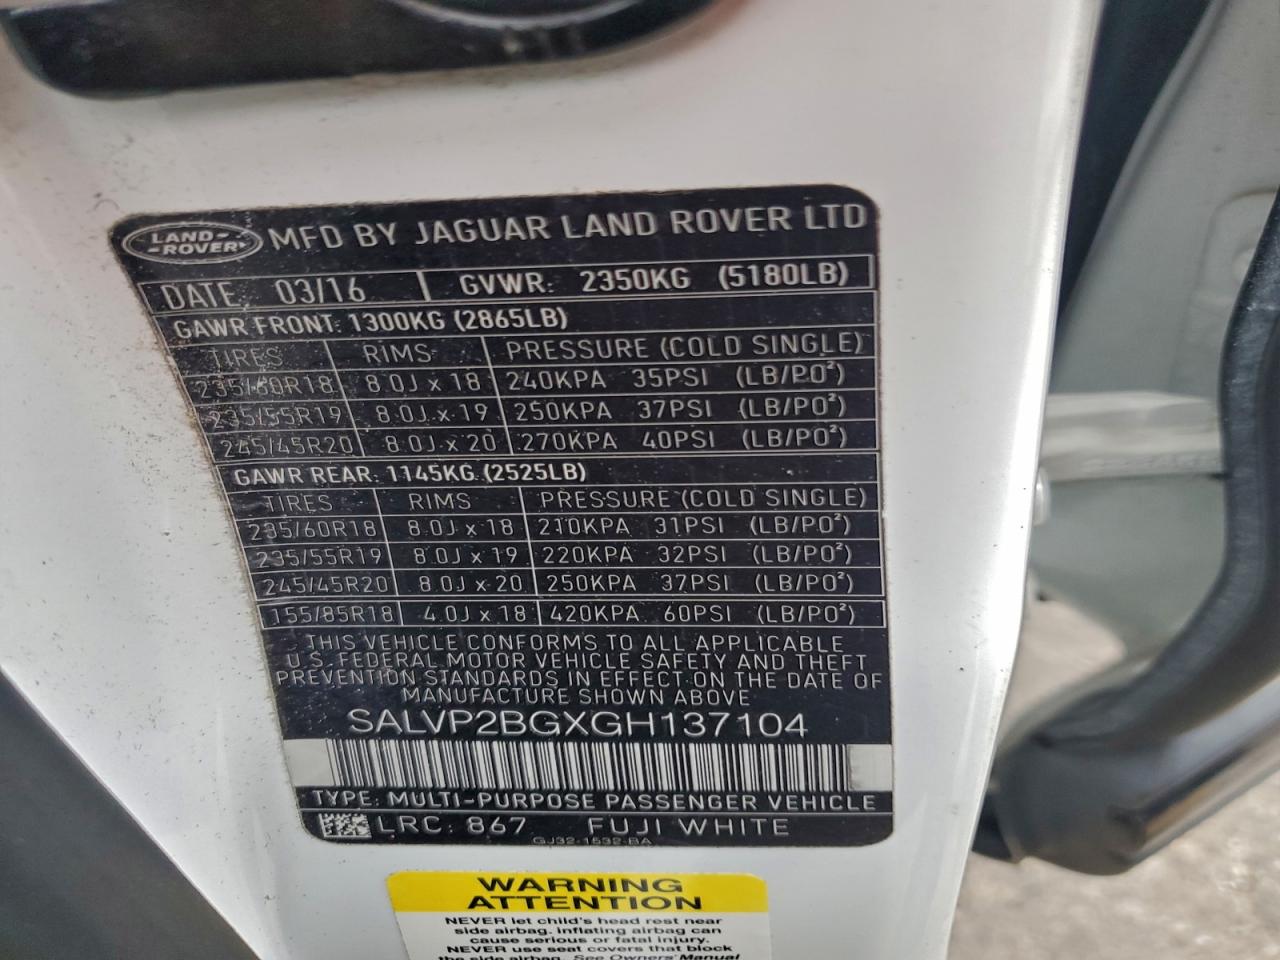 LAND-
-ROVER
MFD BY JAGUAR LAND ROVER LTD
DATE: 03/16 GVWR: 2350KG (5180LB)
GAWR FRONT: 1300KG (2865LB)
TIRES RIMS PRESSURE (COLD SINGLE)
235/60R18 8.0J x 18 240KPA 35PSI (LB/PO²)
235/55R19 8.0J x 19 250KPA 37PSI (LB/PO²)
245/45R20 8.0J x 20 270KPA 40PSI (LB/PO²)
GAWR REAR: 1145KG (2525LB)
TIRES RIMS PRESSURE (COLD SINGLE)
235/60R18 8.0J x 18 210KPA 31PSI (LB/PO²)
235/55R19 8.0J x 19 220KPA 32PSI (LB/PO²)
245/45R20 8.0J x 20 250KPA 37PSI (LB/PO²)
155/85R18 4.0J x 18 420KPA 60PSI (LB/PO²)
THIS VEHICLE CONFORMS TO ALL APPLICABLE
U.S. FEDERAL MOTOR VEHICLE SAFETY AND THEFT
PREVENTION STANDARDS IN EFFECT ON THE DATE OF
MANUFACTURE SHOWN ABOVE
SALVP2BGXGH137104
TYPE: MULTI-PURPOSE PASSENGER VEHICLE
LRC: 867 FUJI WHITE
GJ32-1532-BA
WARNING
ATTENTION
NEVER let child's head rest near
side airbag. Inflating airbag can
cause serious or fatal injury.
NEVER use seat covers that block
the side airbag. See Owners' Manual